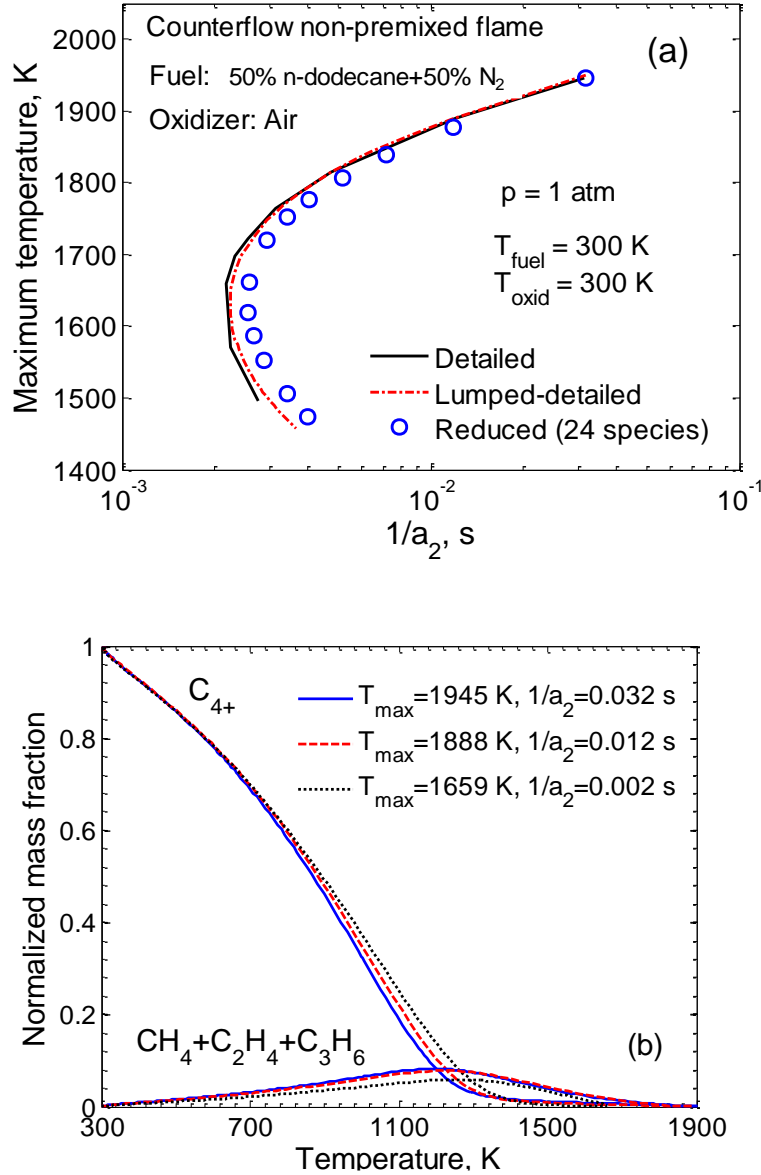 2000
1900
1800
1700
1600
1500
1400
Maximum temperature, K
Counterflow non-premixed flame
(a)
Fuel: 50% n-dodecane+50% N2
Oxidizer: Air
p = 1 atm
Tfuel = 300 K
Toxid = 300 K
Detailed
Lumped-detailed
Reduced (24 species)
10-3
10-2
10-1
1/a2, s
1
0.8
0.6
0.4
0.2
0
Normalized mass fraction
C4+
Tmax=1945 K, 1/a2=0.032 s
Tmax=1888 K, 1/a2=0.012 s
Tmax=1659 K, 1/a2=0.002 s
CH4+C2H4+C3H6
(b)
300
700
1100
1500
1900
Temperature, K